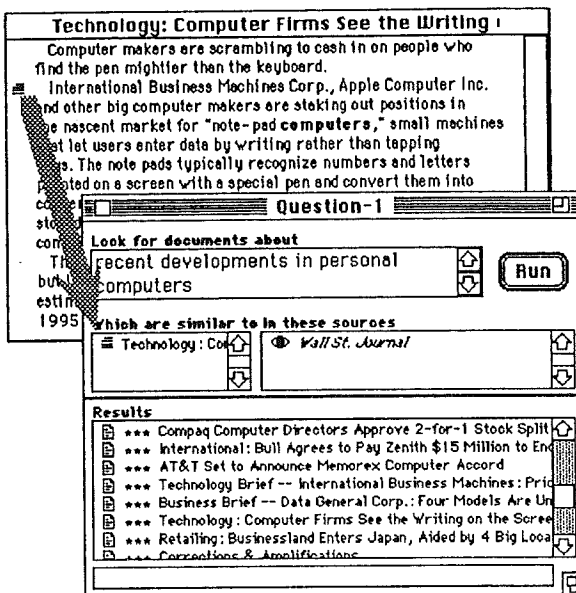 Technology: Computer Firms See the Writing
Computer makers are scrambling to cash in on people who
find the pen mightier than the keyboard.
International Business Machines Corp., Apple Computer Inc.
and other big computer makers are staking out positions in
nascent market for "note-pad computers," small machines
let users enter data by writing rather than tapping
The note pads typically recognize numbers and letters
on a screen with a special pen and convert them into
Question-1
Look for documents about
recent developments in personal
computers
Run
1995
Which are similar to In these sources
Technology: Co
Wall St. Journal
Results
*** Compaq Computer Directors Approve 2-for-1 Stock Split
*** International: Bull Agrees to Pay Zenith $15 Million to En
*** AT&T Set to Announce Memorex Computer Accord
*** Technology Brief -- International Business Machines: Pric
*** Business Brief -- Data General Corp.: Four Models Are Un
*** Technology: Computer Firms See the Writing on the Scree
*** Retailing: Businessland Enters Japan, Aided by 4 Big Loca
*** Corrections & Amplifications